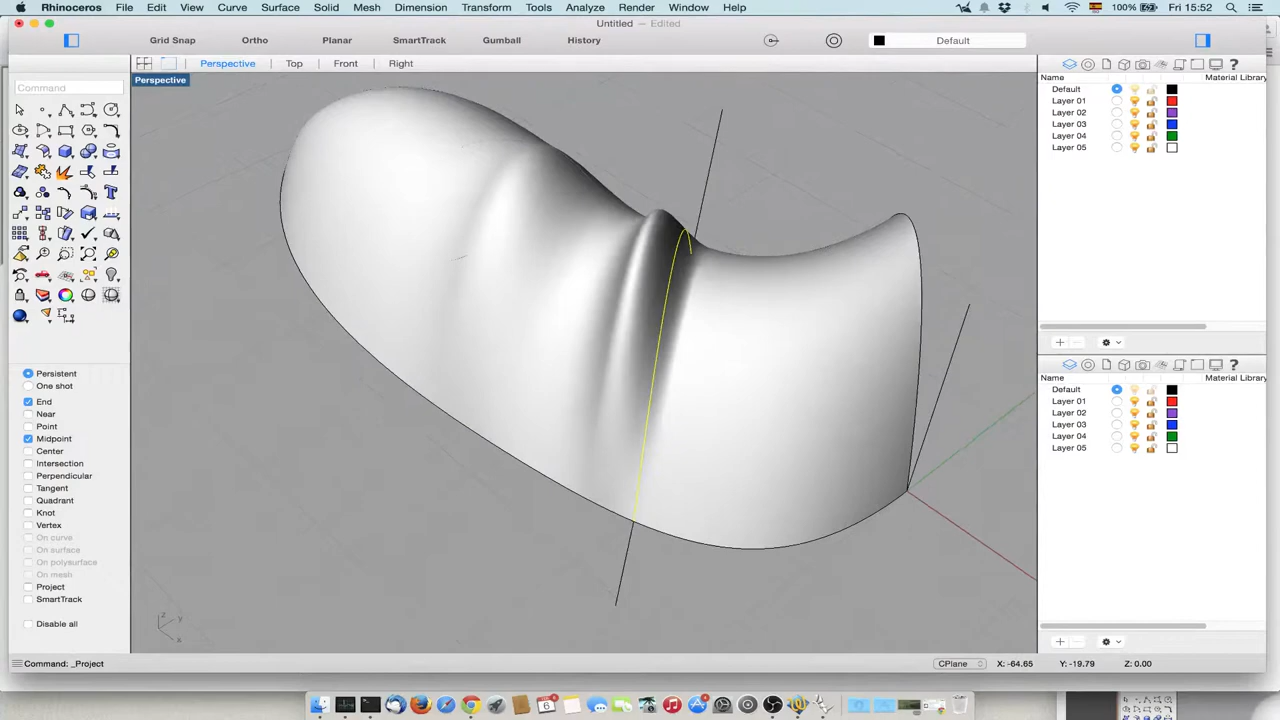 Rhinoceros File Edit View Curve Surface Solid Mesh Dimension Transform Tools Analyze Render Window Help 100% Fri 15:52
Untitled — Edited
Grid Snap Ortho Planar SmartTrack Gumball History Default
Perspective Top Front Right
Perspective
Command
Persistent
One shot
End
Near
Point
Midpoint
Center
Intersection
Perpendicular
Tangent
Quadrant
Knot
Vertex
On curve
On surface
On polysurface
On mesh
Project
SmartTrack
Disable all
z
y
x
Name Material Library
Default
Layer 01
Layer 02
Layer 03
Layer 04
Layer 05
Name Material Library
Default
Layer 01
Layer 02
Layer 03
Layer 04
Layer 05
Command: _Project CPlane X: -64.65 Y: -19.79 Z: 0.00